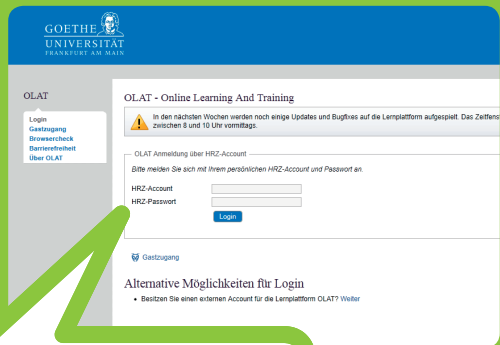 GOETHE
UNIVERSITÄT
FRANKFURT AM MAIN
OLAT
Login
Gastzugang
Browsercheck
Barrierefreiheit
Über OLAT
OLAT - Online Learning And Training
In den nächsten Wochen werden noch einige Updates und Bugfixes auf die Lernplattform aufgespielt. Das Zeitfens
zwischen 8 und 10 Uhr vormittags.
OLAT Anmeldung über HRZ-Account
Bitte melden Sie sich mit Ihrem persönlichen HRZ-Account und Passwort an.
HRZ-Account
HRZ-Passwort
Login
Gastzugang
Alternative Möglichkeiten für Login
• Besitzen Sie einen externen Account für die Lernplattform OLAT? Weiter